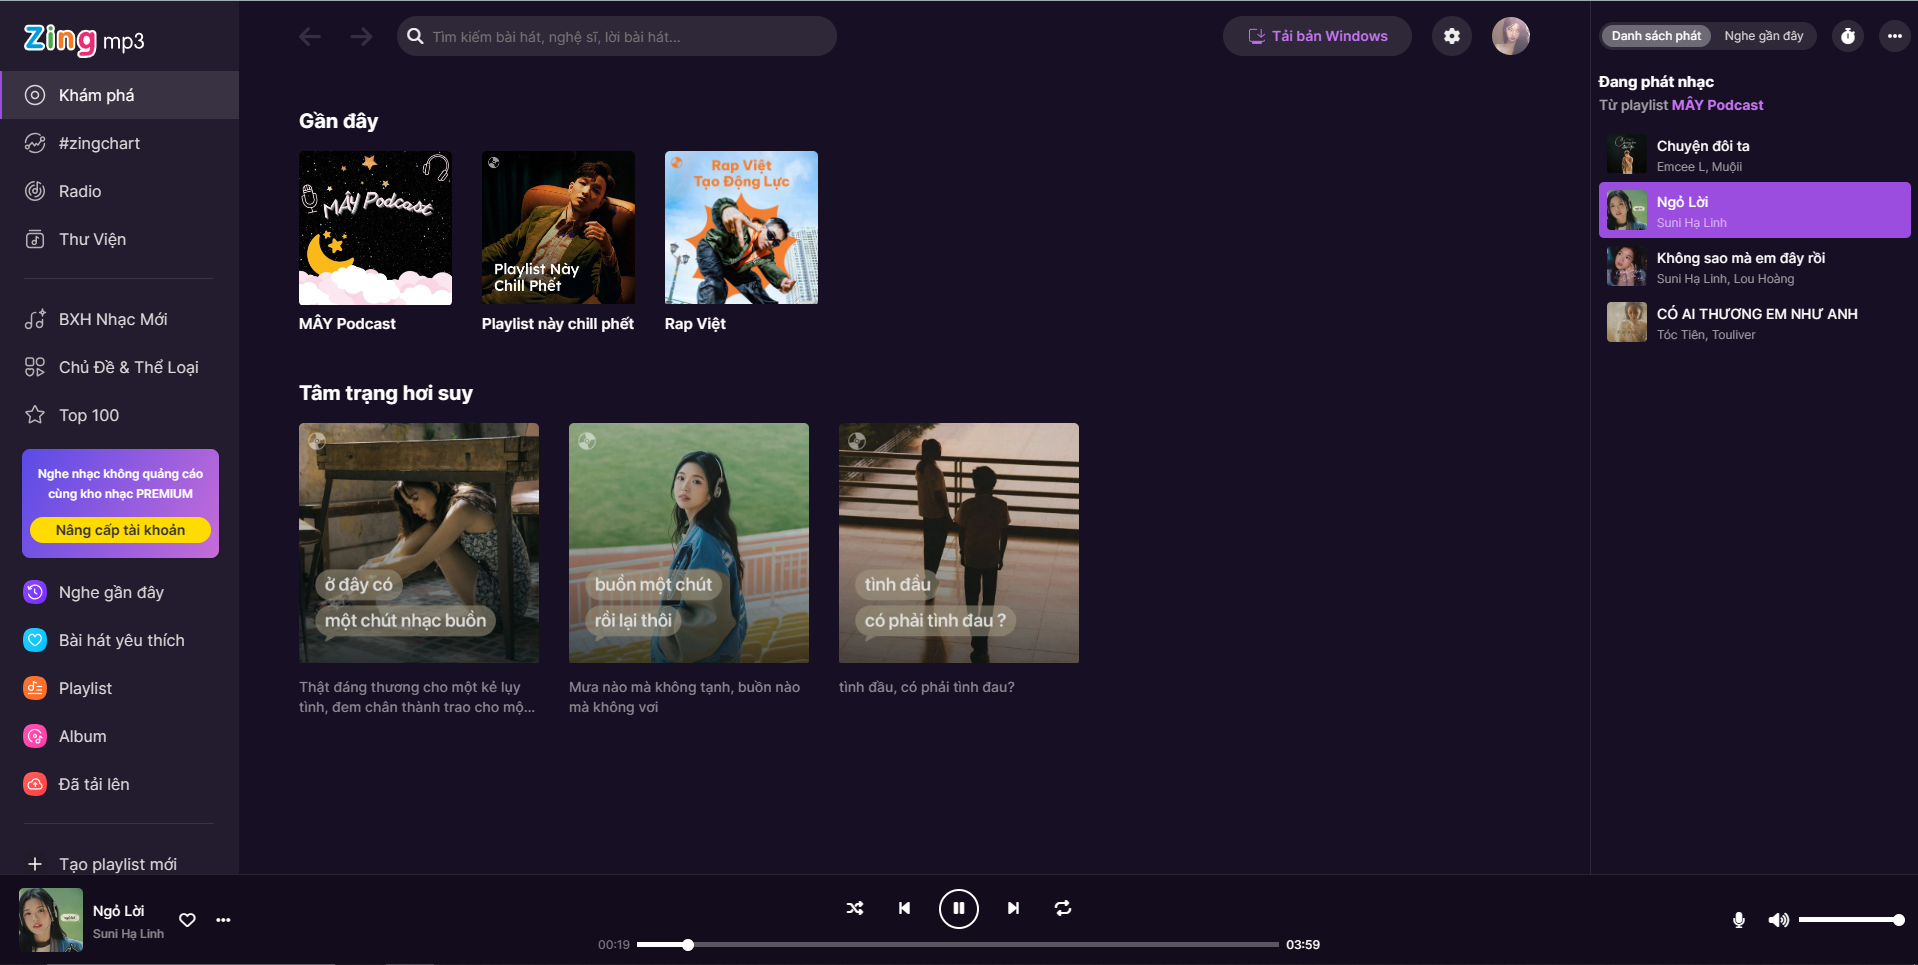 Zing mp3
Khám phá
#zingchart
Radio
Thư Viện
BXH Nhạc Mới
Chủ Đề & Thể Loại
Top 100
Nghe nhạc không quảng cáo
cùng kho nhạc PREMIUM
Nâng cấp tài khoản
Nghe gần đây
Bài hát yêu thích
Playlist
Album
Đã tải lên
Tạo playlist mới
Tìm kiếm bài hát, nghệ sĩ, lời bài hát...
Tải bản Windows
Gần đây
MÂY Podcast
Playlist Này
Chill Phết
Rap Việt
Tạo Động Lực
MÂY Podcast
Playlist này chill phết
Rap Việt
Tâm trạng hơi suy
ở đây có
một chút nhạc buồn
buồn một chút
rồi lại thôi
tình đầu
có phải tình đau ?
Thật đáng thương cho một kẻ lụy
tình, đem chân thành trao cho mộ...
Mưa nào mà không tạnh, buồn nào
mà không vơi
tình đầu, có phải tình đau?
Danh sách phát
Nghe gần đây
Đang phát nhạc
Từ playlist MÂY Podcast
Chuyện đôi ta
Emcee L, Muộii
Ngỏ Lời
Suni Hạ Linh
Không sao mà em đây rồi
Suni Hạ Linh, Lou Hoàng
CÓ AI THƯƠNG EM NHƯ ANH
Tóc Tiên, Touliver
Ngỏ Lời
Suni Hạ Linh
00:19
03:59